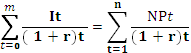 m∑t=0 It/(1 + r)t = n∑t=1 NPt/(1 + r)t